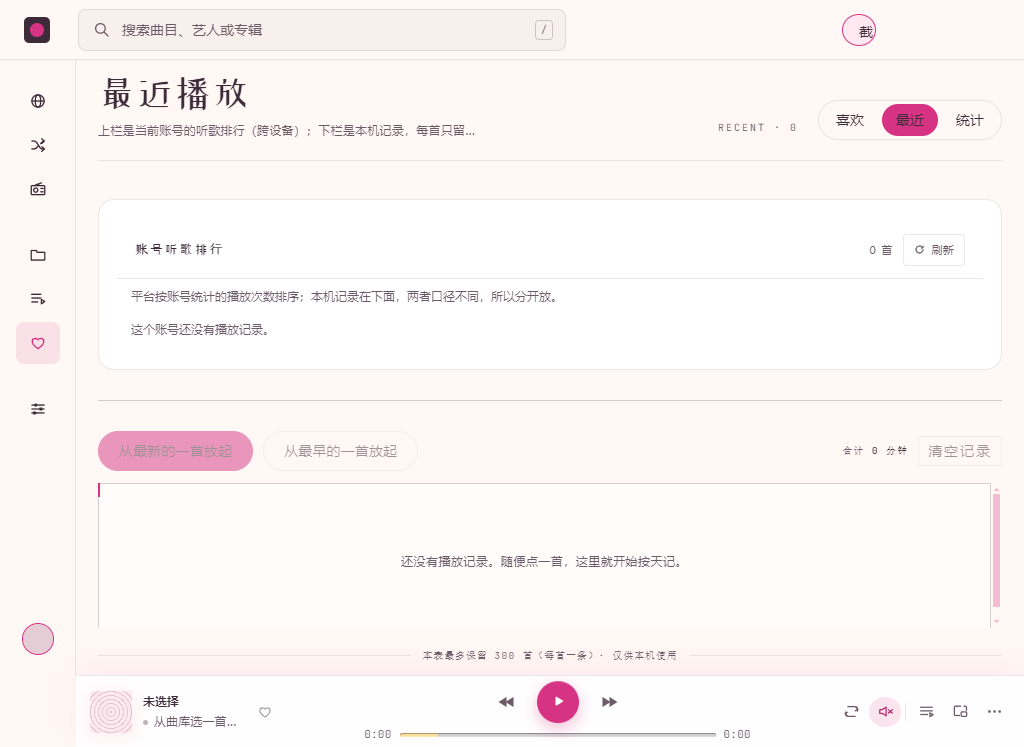 搜索曲目、艺人或专辑
/
截
最近播放
上栏是当前账号的听歌排行（跨设备）；下栏是本机记录，每首只留...
RECENT · 0
喜欢
最近
统计
账号听歌排行
0 首
刷新
平台按账号统计的播放次数排序；本机记录在下面，两者口径不同，所以分开放。
这个账号还没有播放记录。
从最新的一首放起
从最早的一首放起
合计 0 分钟
清空记录
还没有播放记录。随便点一首，这里就开始按天记。
本表最多保留 300 首（每首一条）· 仅供本机使用
未选择
从曲库选一首...
0:00
0:00